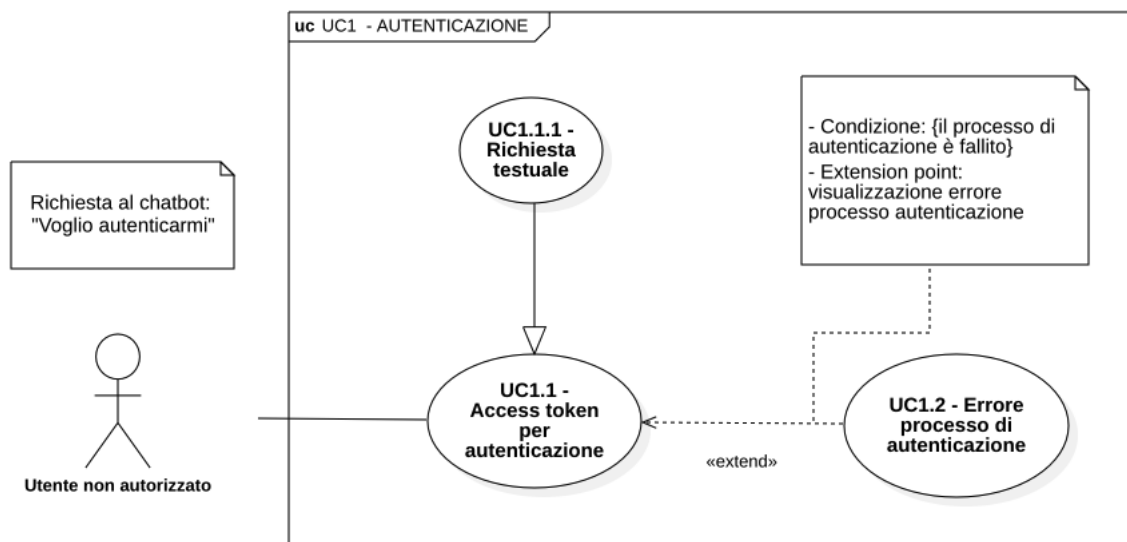 uc UC1 - AUTENTICAZIONE
UC1.1.1 -
Richiesta
testuale
- Condizione: {il processo di
autenticazione è fallito}
- Extension point:
visualizzazione errore
processo autenticazione
Richiesta al chatbot:
"Voglio autenticarmi"
UC1.1 -
Access token
per
autenticazione
UC1.2 - Errore
processo di
autenticazione
«extend»
Utente non autorizzato